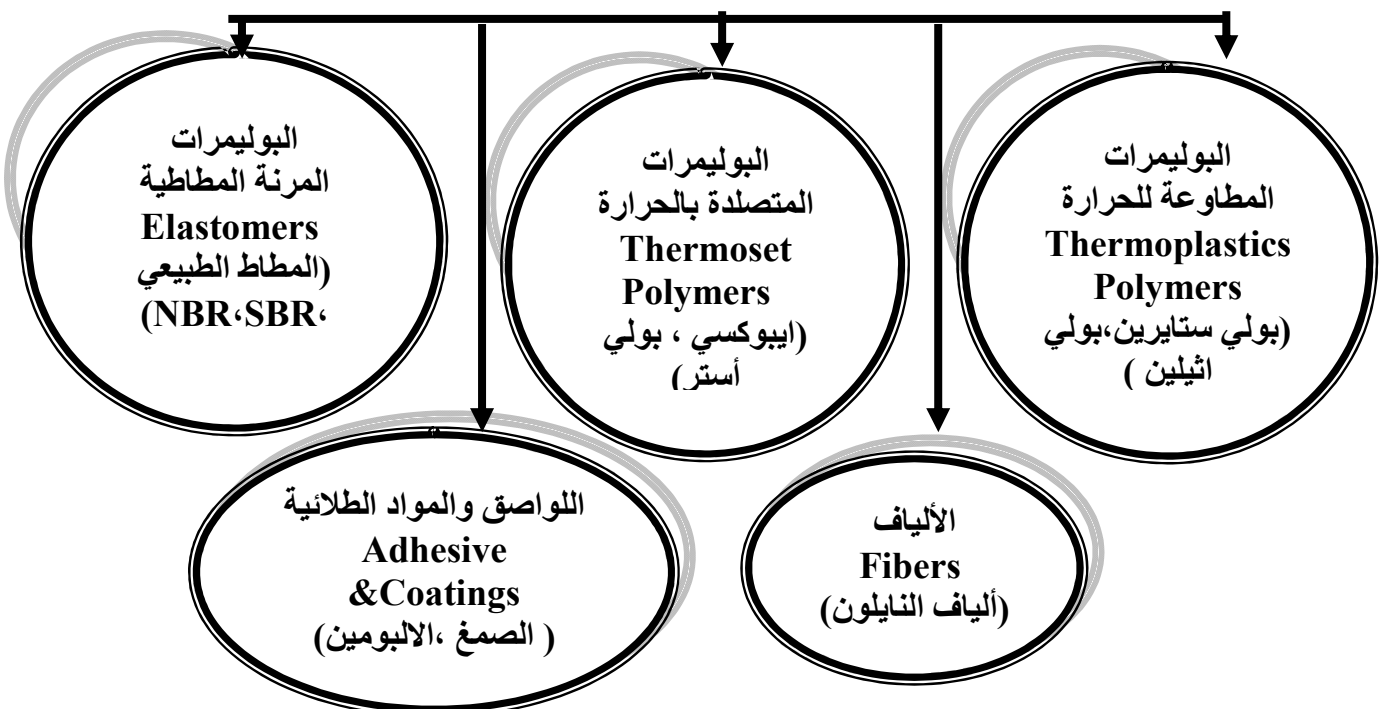 البوليمرات
المطاوعة للحرارة
Thermoplastics
Polymers
(بولي ستايرين،بولي
اثيلين )
البوليمرات
المتصلدة بالحرارة
Thermoset
Polymers
(ايبوكسي ، بولي
أستر)
البوليمرات
المرنة المطاطية
Elastomers
(المطاط الطبيعي
،NBR،SBR)
الألياف
Fibers
(ألياف النايلون)
اللواصق والمواد الطلائية
Adhesive
&Coatings
( الصمغ ،الالبومين)